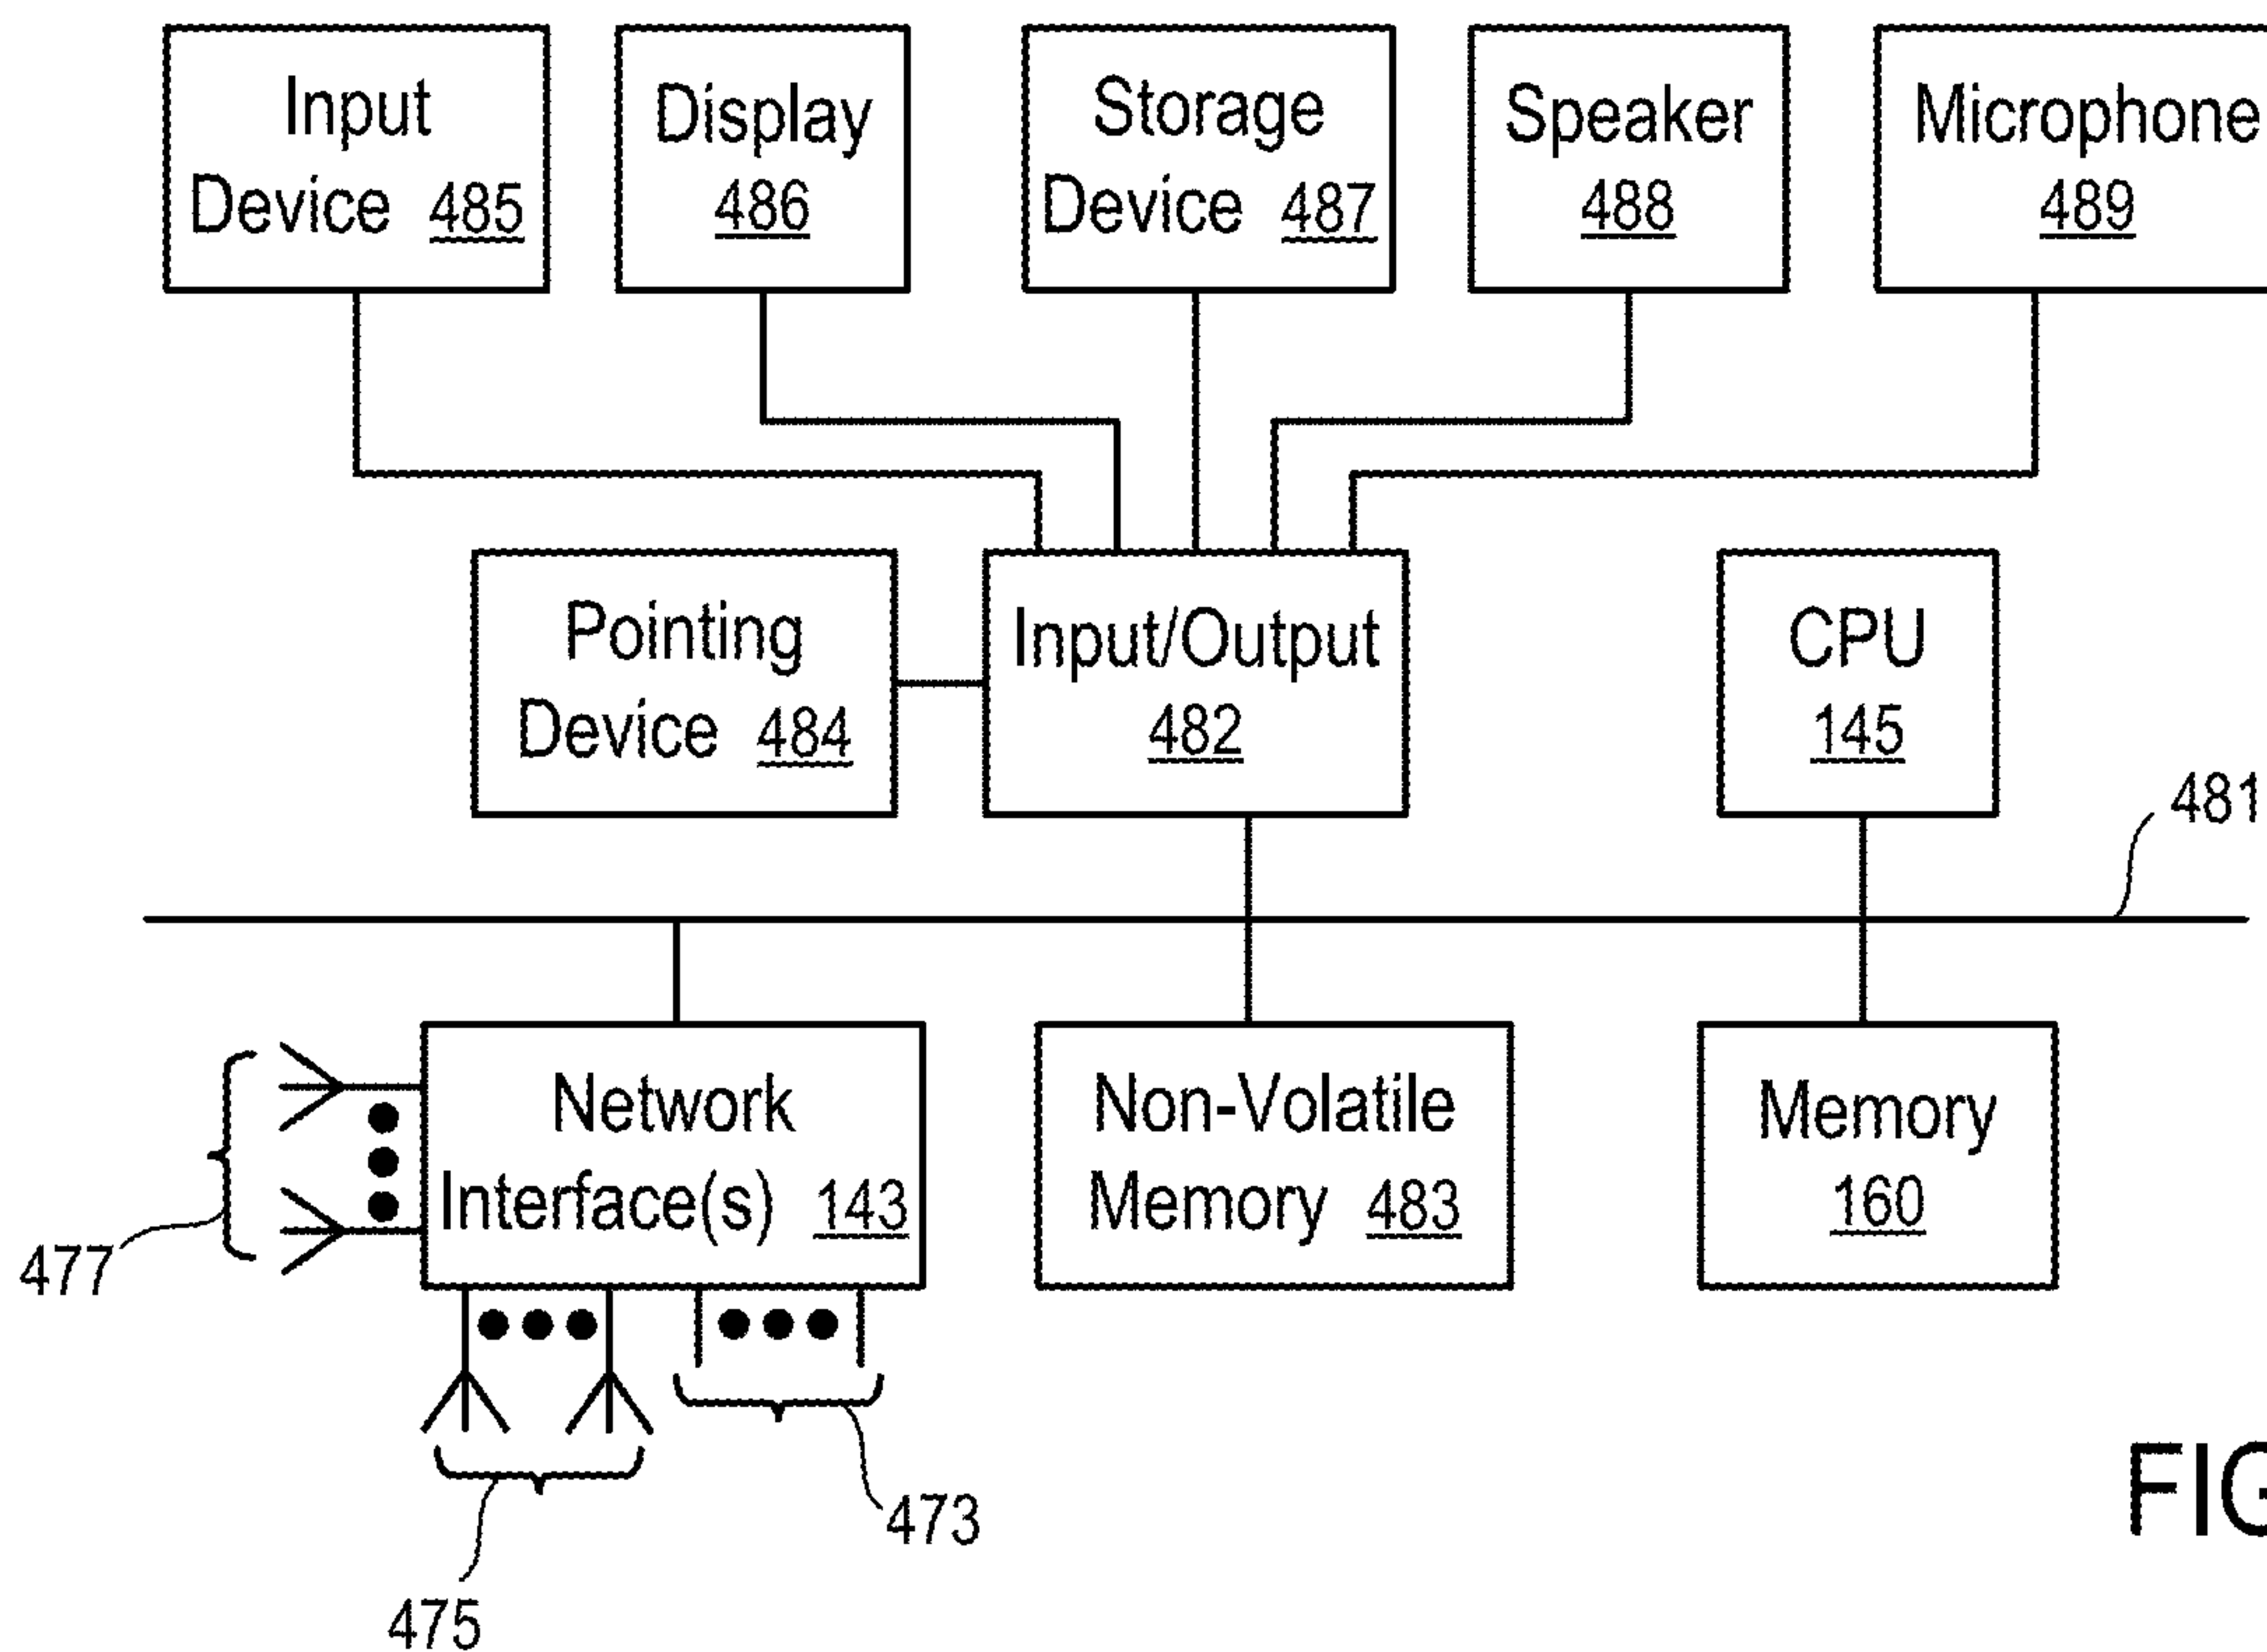 Input
Device 485
Display
486
Storage
Device 487
Speaker
488
Microphone
489
Pointing
Device 484
Input/Output
482
CPU
145
481
Network
Interface(s) 143
Non-Volatile
Memory 483
Memory
160
477
475
473
FIG